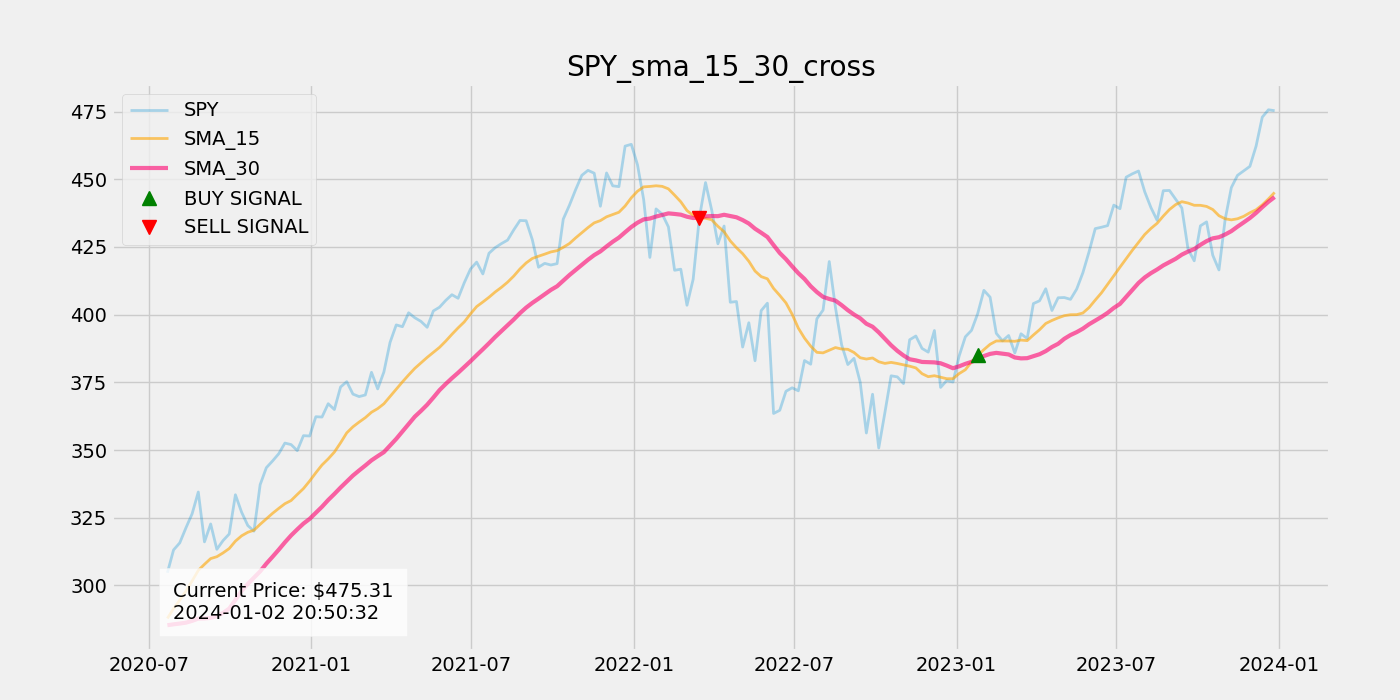 SPY_sma_15_30_cross
475
450
425
400
375
350
325
300
SPY
SMA_15
SMA_30
BUY SIGNAL
SELL SIGNAL
Current Price: $475.31
2024-01-02 20:50:32
2020-07 2021-01 2021-07 2022-01 2022-07 2023-01 2023-07 2024-01